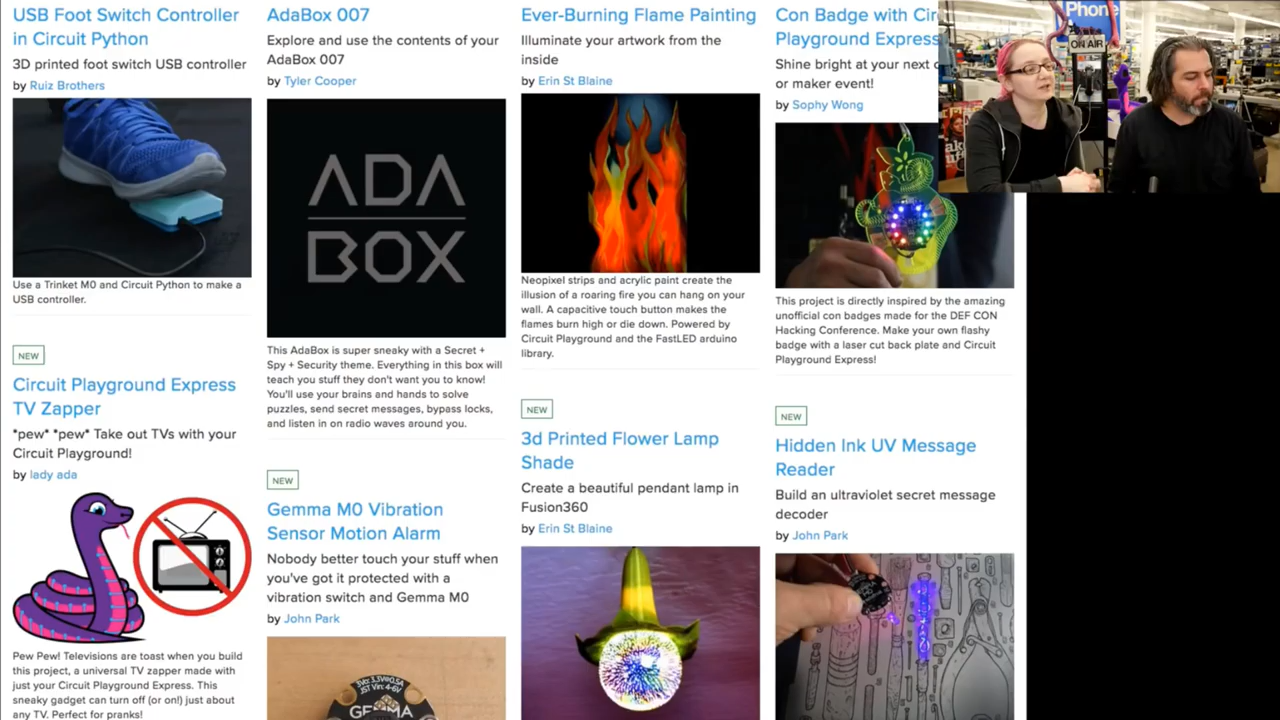 USB Foot Switch Controller
in Circuit Python
3D printed foot switch USB controller
by Ruiz Brothers
Use a Trinket M0 and Circuit Python to make a
USB controller.
NEW
Circuit Playground Express
TV Zapper
*pew* *pew* Take out TVs with your
Circuit Playground!
by lady ada
Pew Pew! Televisions are toast when you build
this project, a universal TV zapper made with
just your Circuit Playground Express. This
sneaky gadget can turn off (or on!) just about
any TV. Perfect for pranks!
AdaBox 007
Explore and use the contents of your
AdaBox 007
by Tyler Cooper
ADA
BOX
This AdaBox is super sneaky with a Secret +
Spy + Security theme. Everything in this box will
teach you stuff they don't want you to know!
You'll use your brains and hands to solve
puzzles, send secret messages, bypass locks,
and listen in on radio waves around you.
NEW
Gemma M0 Vibration
Sensor Motion Alarm
Nobody better touch your stuff when
you've got it protected with a
vibration switch and Gemma M0
by John Park
3Vo: 3.3V@0.5A
JST Vin: 4-6V
GEMMA
Ever-Burning Flame Painting
Illuminate your artwork from the
inside
by Erin St Blaine
Neopixel strips and acrylic paint create the
illusion of a roaring fire you can hang on your
wall. A capacitive touch button makes the
flames burn high or die down. Powered by
Circuit Playground and the FastLED arduino
library.
NEW
3d Printed Flower Lamp
Shade
Create a beautiful pendant lamp in
Fusion360
by Erin St Blaine
Con Badge with Cir
Playground Express
Shine bright at your next c
or maker event!
by Sophy Wong
This project is directly inspired by the amazing
unofficial con badges made for the DEF CON
Hacking Conference. Make your own flashy
badge with a laser cut back plate and Circuit
Playground Express!
NEW
Hidden Ink UV Message
Reader
Build an ultraviolet secret message
decoder
by John Park
Phone
ON AIR